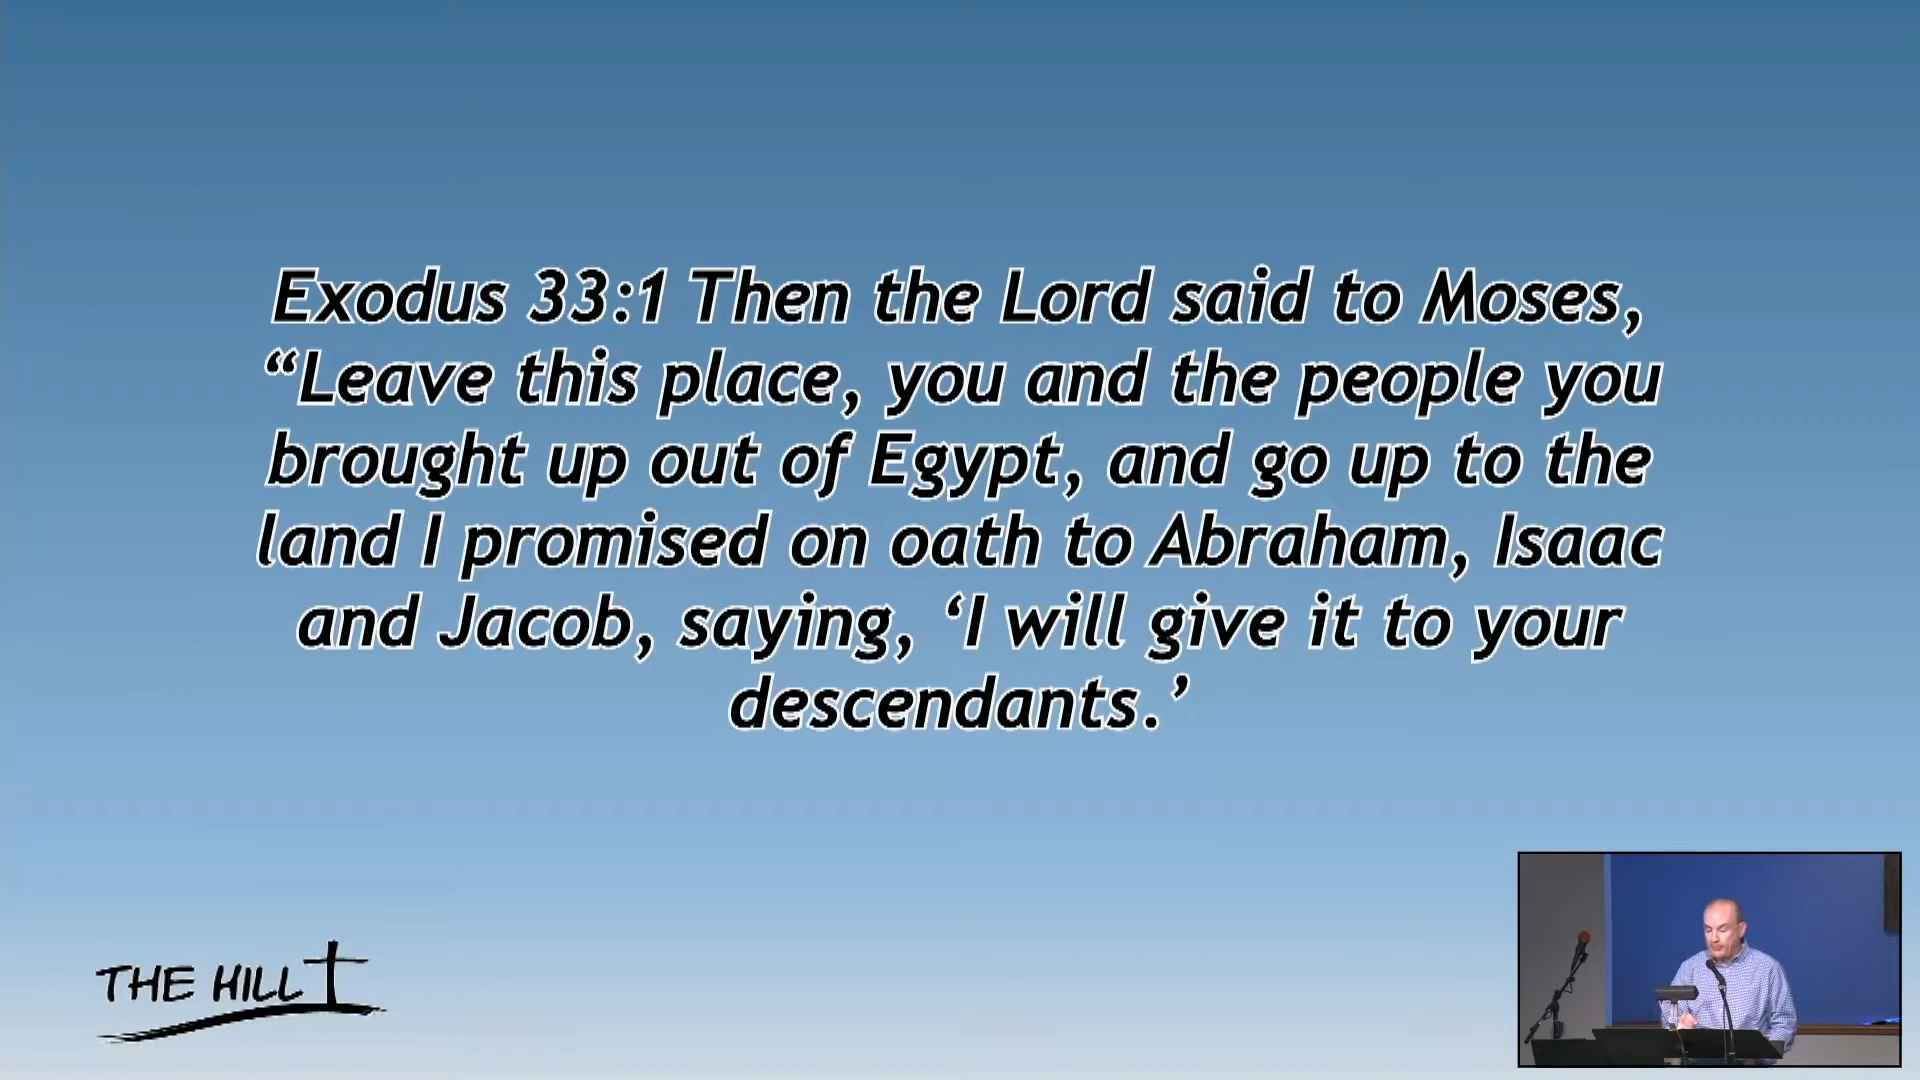 Exodus 33:1 Then the Lord said to Moses,
“Leave this place, you and the people you
brought up out of Egypt, and go up to the
land I promised on oath to Abraham, Isaac
and Jacob, saying, ‘I will give it to your
descendants.’
THE HILL